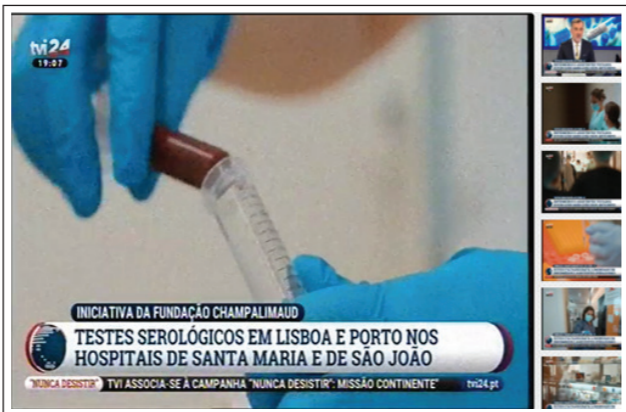 tvi24
19:07
INICIATIVA DA FUNDAÇÃO CHAMPALIMAUD
TESTES SEROLÓGICOS EM LISBOA E PORTO NOS
HOSPITAIS DE SANTA MARIA E DE SÃO JOÃO
"NUNCA DESISTIR" TVI ASSOCIA-SE À CAMPANHA "NUNCA DESISTIR": MISSÃO CONTINENTE" tvi24.pt